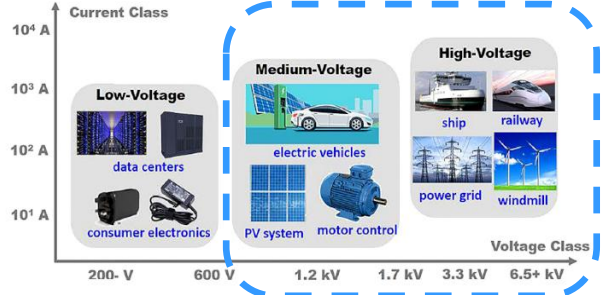 Current Class
10⁴ A
10³ A
10² A
10¹ A
Low-Voltage
data centers
consumer electronics
Medium-Voltage
electric vehicles
PV system motor control
High-Voltage
ship railway
power grid windmill
Voltage Class
200- V 600 V 1.2 kV 1.7 kV 3.3 kV 6.5+ kV